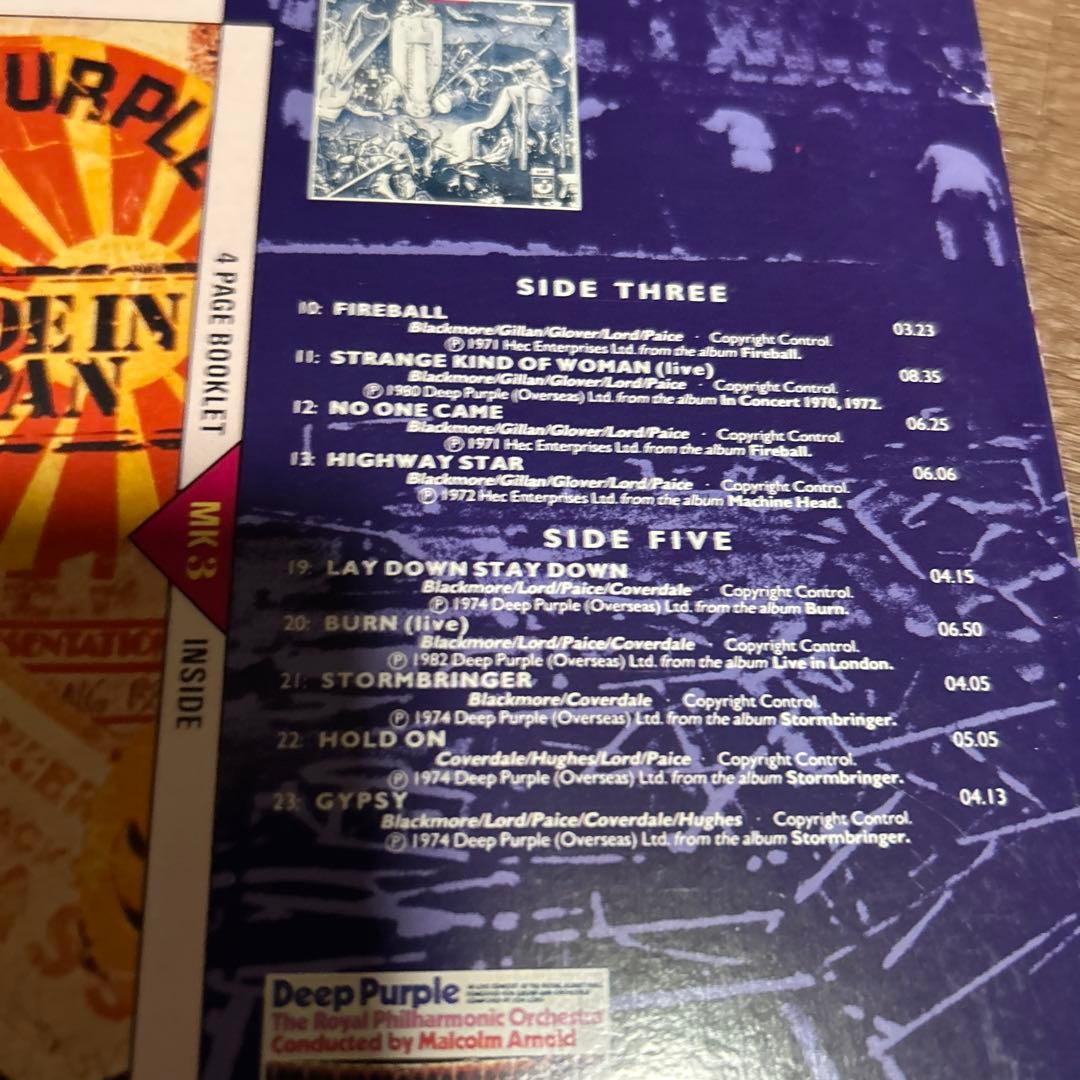 URPL
DE IN
PAN
4 PAGE BOOKLET
MK 3
INSIDE
SIDE THREE
10: FIREBALL 03.23
Blackmore/Gillan/Glover/Lord/Paice · Copyright Control.
Ⓟ 1971 Hec Enterprises Ltd. from the album Fireball.
11: STRANGE KIND OF WOMAN (live) 08.35
Blackmore/Gillan/Glover/Lord/Paice · Copyright Control.
Ⓟ 1980 Deep Purple (Overseas) Ltd. from the album In Concert 1970, 1972.
12: NO ONE CAME 06.25
Blackmore/Gillan/Glover/Lord/Paice · Copyright Control.
Ⓟ 1971 Hec Enterprises Ltd. from the album Fireball.
13: HIGHWAY STAR 06.06
Blackmore/Gillan/Glover/Lord/Paice · Copyright Control.
Ⓟ 1972 Hec Enterprises Ltd. from the album Machine Head.
SIDE FIVE
19: LAY DOWN STAY DOWN 04.15
Blackmore/Lord/Paice/Coverdale · Copyright Control.
Ⓟ 1974 Deep Purple (Overseas) Ltd. from the album Burn.
20: BURN (live) 06.50
Blackmore/Lord/Paice/Coverdale · Copyright Control.
Ⓟ 1982 Deep Purple (Overseas) Ltd. from the album Live in London.
21: STORMBRINGER 04.05
Blackmore/Coverdale · Copyright Control.
Ⓟ 1974 Deep Purple (Overseas) Ltd. from the album Stormbringer.
22: HOLD ON 05.05
Coverdale/Hughes/Lord/Paice · Copyright Control.
Ⓟ 1974 Deep Purple (Overseas) Ltd. from the album Stormbringer.
23: GYPSY 04.13
Blackmore/Lord/Paice/Coverdale/Hughes · Copyright Control.
Ⓟ 1974 Deep Purple (Overseas) Ltd. from the album Stormbringer.
Deep Purple
The Royal Philharmonic Orchestra
Conducted by Malcolm Arnold